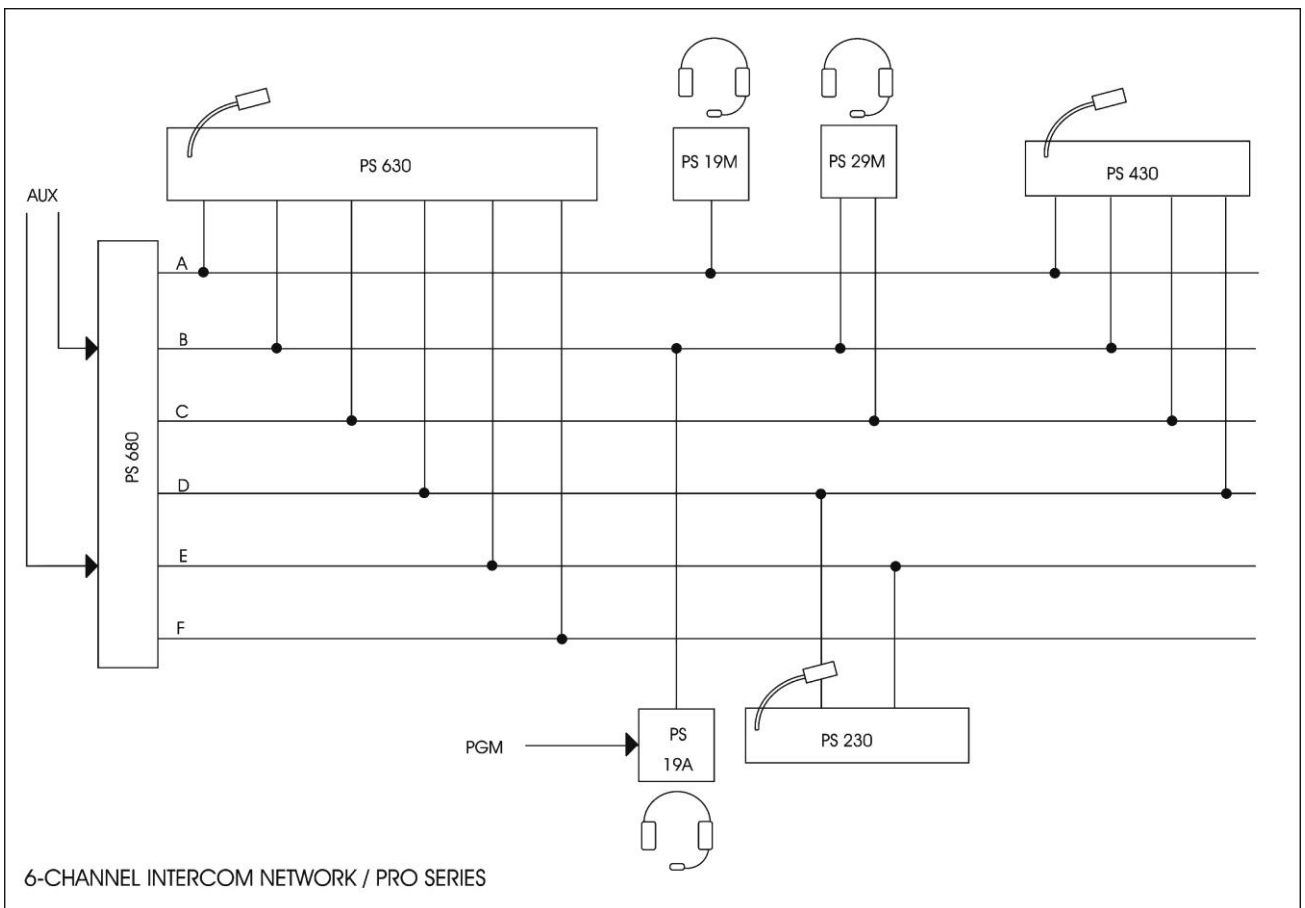 PS 630
PS 19M
PS 29M
PS 430
AUX
A
B
C
D
E
F
PS 680
PGM
PS
19A
PS 230
6-CHANNEL INTERCOM NETWORK / PRO SERIES